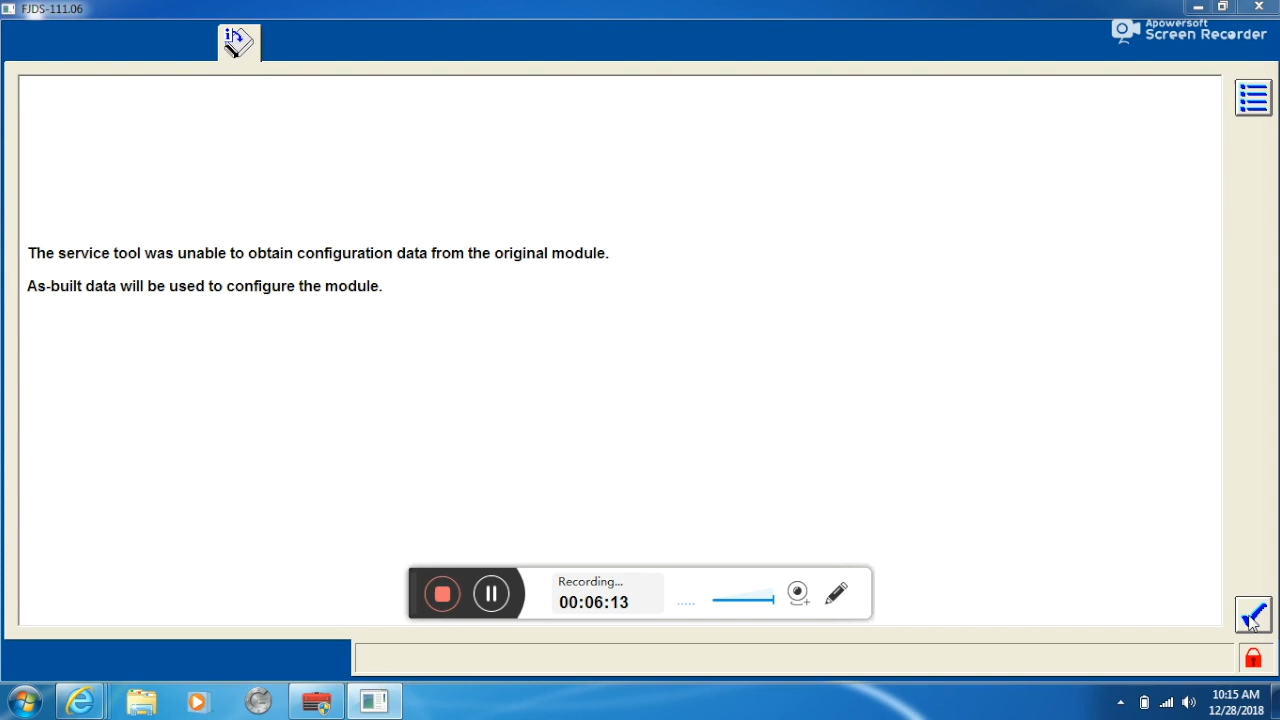 FJDS-111.06
Apowersoft
Screen Recorder
The service tool was unable to obtain configuration data from the original module.
As-built data will be used to configure the module.
Recording...
00:06:13
10:15 AM
12/28/2018